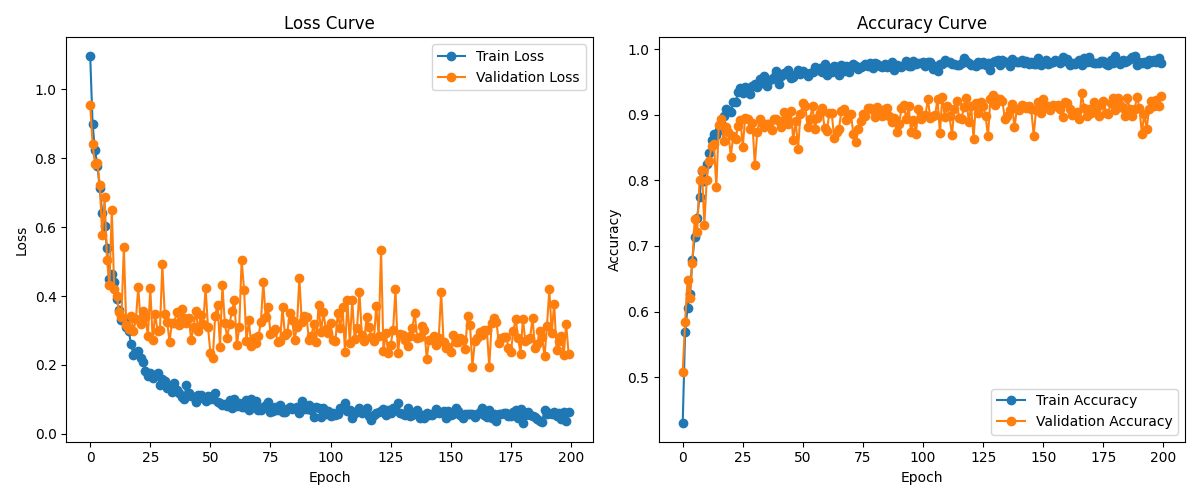 Loss Curve
Train Loss
Validation Loss
Loss
1.0
0.8
0.6
0.4
0.2
0.0
0 25 50 75 100 125 150 175 200
Epoch
Accuracy Curve
Accuracy
1.0
0.9
0.8
0.7
0.6
0.5
Train Accuracy
Validation Accuracy
0 25 50 75 100 125 150 175 200
Epoch